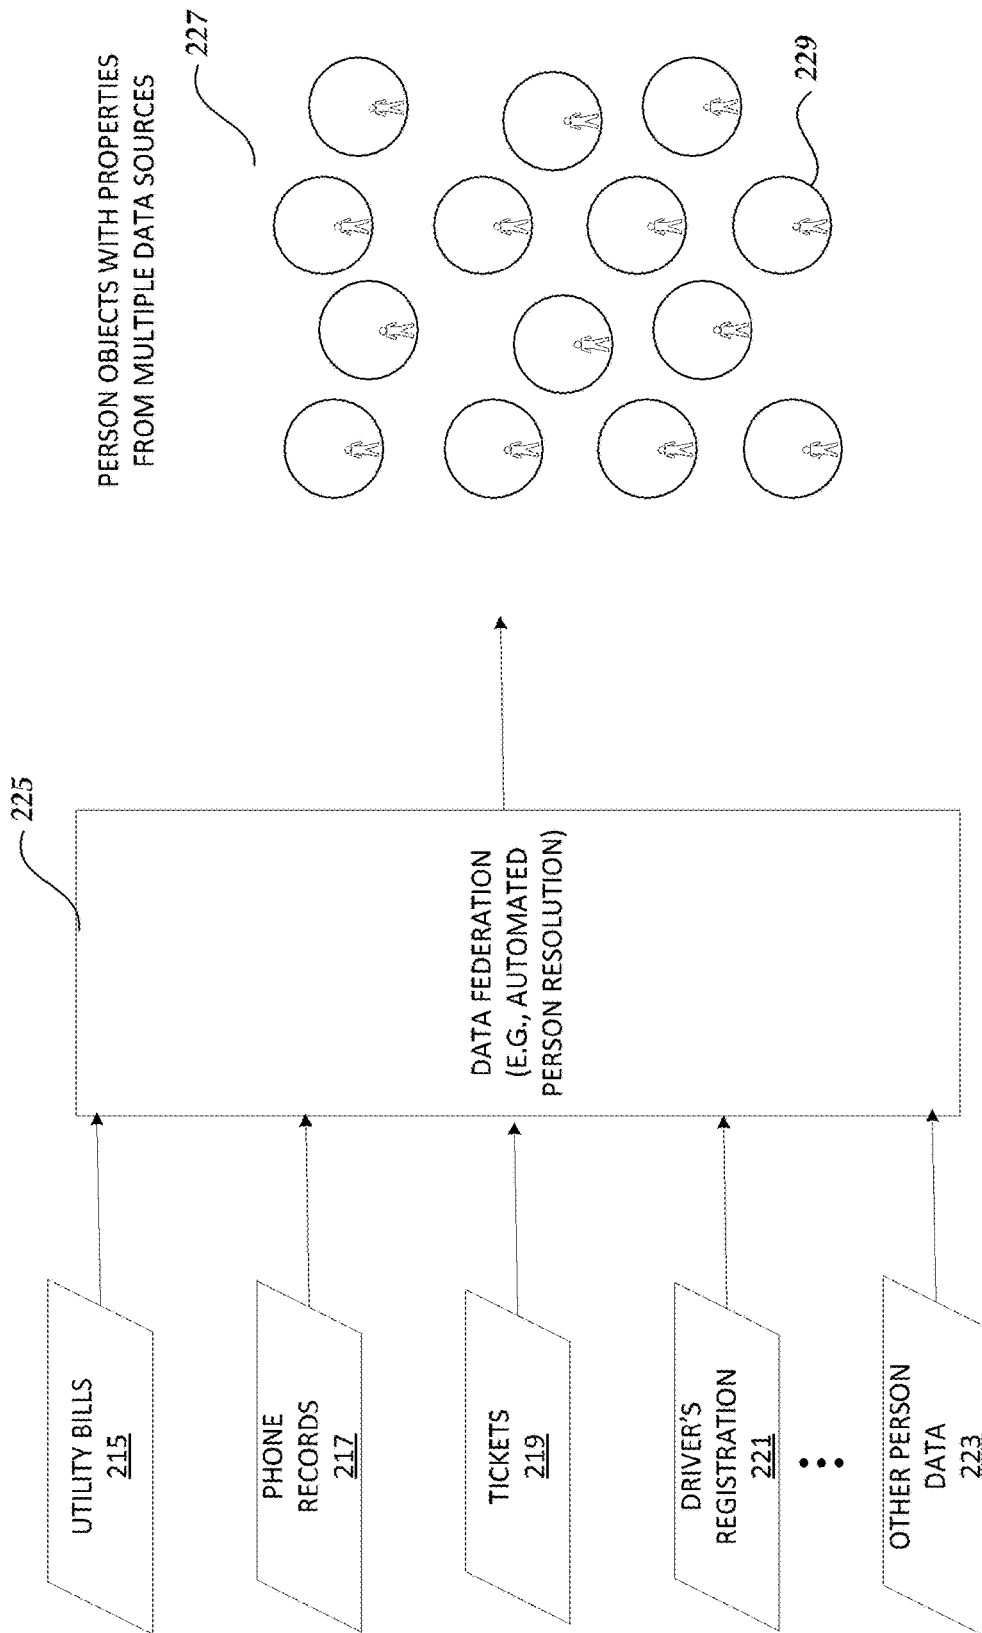 UTILITY BILLS
215
PHONE
RECORDS
217
TICKETS
219
DRIVER'S
REGISTRATION
221
•••
OTHER PERSON
DATA
223
225
DATA FEDERATION
(E.G., AUTOMATED
PERSON RESOLUTION)
PERSON OBJECTS WITH PROPERTIES
FROM MULTIPLE DATA SOURCES
227
229